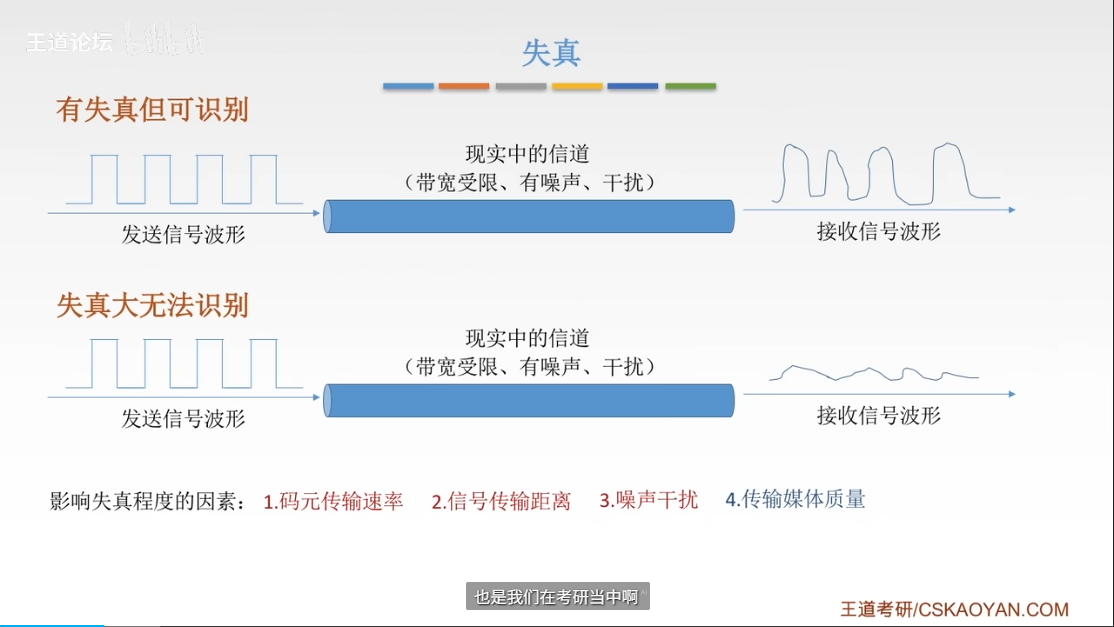 王道论坛
失真
有失真但可识别
现实中的信道
（带宽受限、有噪声、干扰）
发送信号波形
接收信号波形
失真大无法识别
现实中的信道
（带宽受限、有噪声、干扰）
发送信号波形
接收信号波形
影响失真程度的因素： 1.码元传输速率 2.信号传输距离 3.噪声干扰 4.传输媒体质量
也是我们在考研当中啊
王道考研/CSKAOYAN.COM